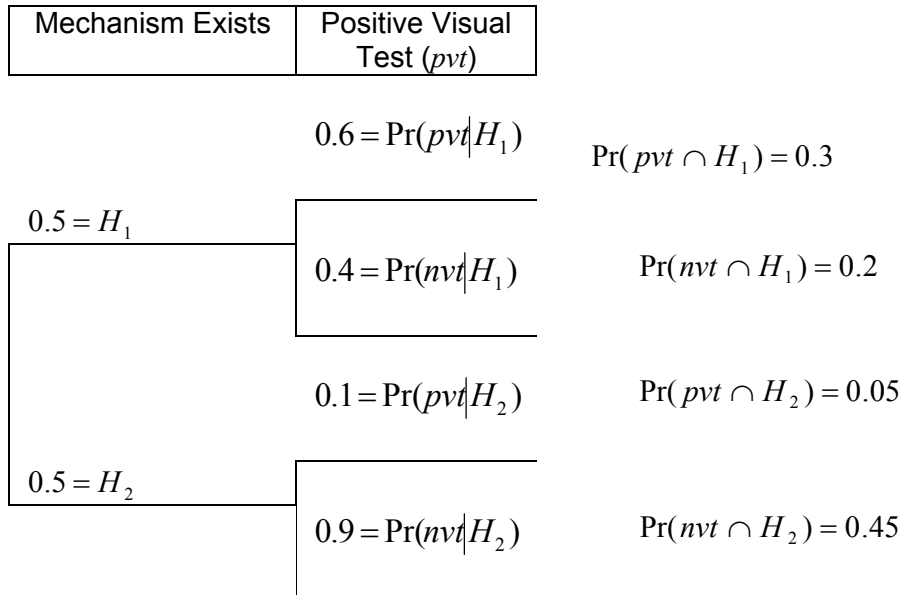 Mechanism Exists
Positive Visual
Test (pvt)
0.6 = Pr(pvt|H₁)
Pr( pvt ∩ H₁) = 0.3
0.5 = H₁
0.4 = Pr(nvt|H₁)
Pr(nvt ∩ H₁) = 0.2
0.1 = Pr(pvt|H₂)
Pr( pvt ∩ H₂) = 0.05
0.5 = H₂
0.9 = Pr(nvt|H₂)
Pr(nvt ∩ H₂) = 0.45